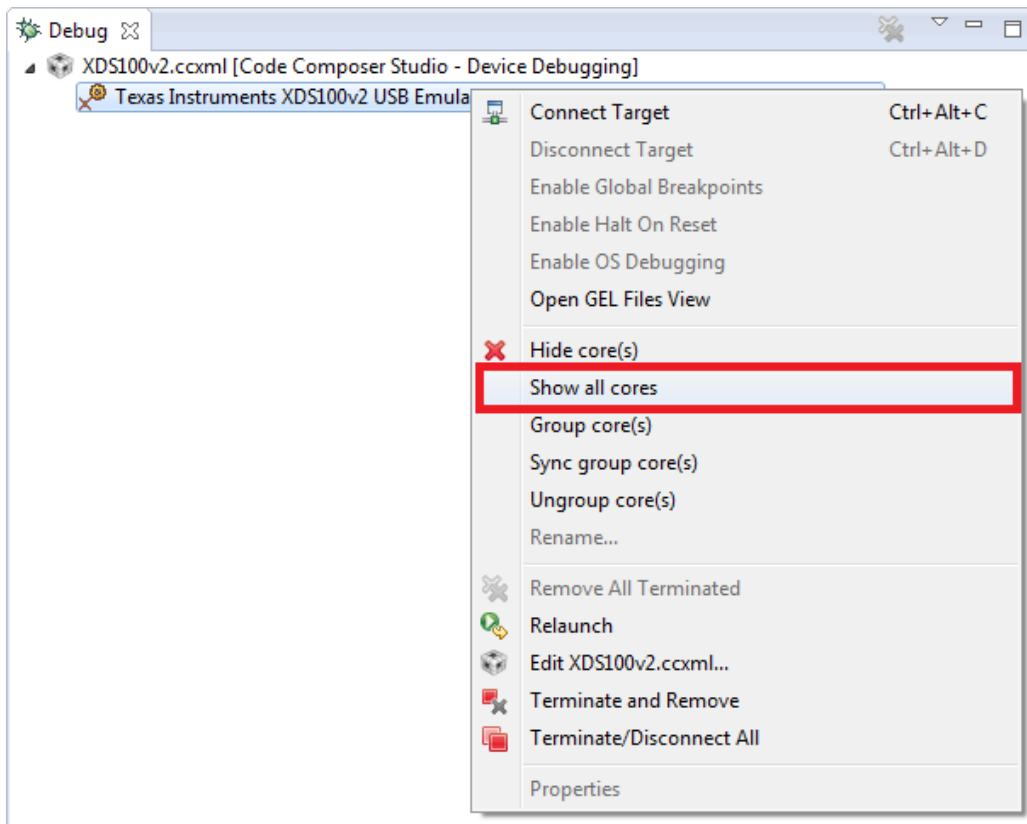 Debug
XDS100v2.ccxml [Code Composer Studio - Device Debugging]
Texas Instruments XDS100v2 USB
Connect Target Ctrl+Alt+C
Disconnect Target Ctrl+Alt+D
Enable Global Breakpoints
Enable Halt On Reset
Enable OS Debugging
Open GEL Files View
Hide core(s)
Show all cores
Group core(s)
Sync group core(s)
Ungroup core(s)
Rename...
Remove All Terminated
Relaunch
Edit XDS100v2.ccxml...
Terminate and Remove
Terminate/Disconnect All
Properties